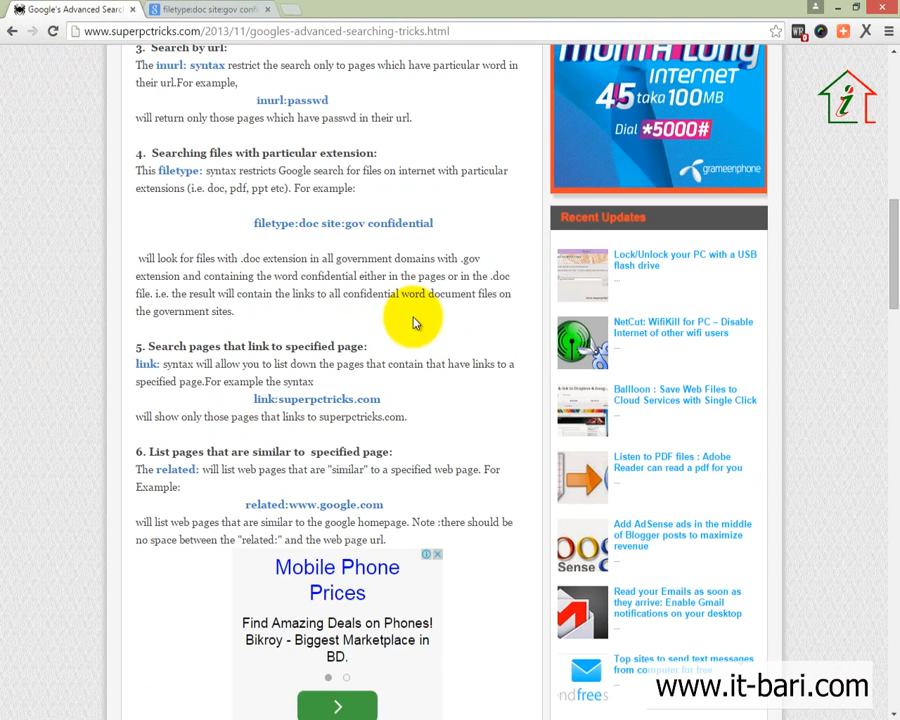 Google's Advanced Searc
filetype:doc site:gov confi
www.superpctricks.com/2013/11/googles-advanced-searching-tricks.html
3.  Search by url:
The inurl: syntax restrict the search only to pages which have particular word in
their url.For example,
inurl:passwd
will return only those pages which have passwd in their url.
4.  Searching files with particular extension:
This filetype: syntax restricts Google search for files on internet with particular
extensions (i.e. doc, pdf, ppt etc). For example:
filetype:doc site:gov confidential
will look for files with .doc extension in all government domains with .gov
extension and containing the word confidential either in the pages or in the .doc
file. i.e. the result will contain the links to all confidential word document files on
the government sites.
5. Search pages that link to specified page:
link: syntax will allow you to list down the pages that contain that have links to a
specified page.For example the syntax
link:superpctricks.com
will show only those pages that links to superpctricks.com.
6. List pages that are similar to  specified page:
The related: will list web pages that are "similar" to a specified web page. For
Example:
related:www.google.com
will list web pages that are similar to the google homepage. Note :there should be
no space between the "related:" and the web page url.
Mobile Phone
Prices
Find Amazing Deals on Phones!
Bikroy - Biggest Marketplace in
BD.
MONTH LONG
INTERNET
45 taka 100MB
Dial *5000#
grameenphone
Recent Updates
Lock/Unlock your PC with a USB
flash drive
...
NetCut: WifiKill for PC – Disable
Internet of other wifi users
...
Ballloon : Save Web Files to
Cloud Services with Single Click
...
Listen to PDF files : Adobe
Reader can read a pdf for you
...
Add AdSense ads in the middle
of Blogger posts to maximize
revenue
...
Read your Emails as soon as
they arrive: Enable Gmail
notifications on your desktop
...
Top sites to send text messages
from computer for free
www.it-bari.com